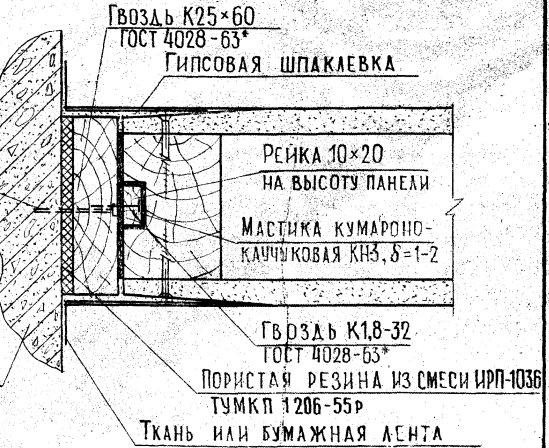 Гвоздь К25×60
ГОСТ 4028-63*
Гипсовая шпаклевка
Рейка 10×20
на высоту панели
Мастика кумароно-
каучуковая КН3, δ=1-2
Гвоздь К1,8-32
ГОСТ 4028-63*
Пористая резина из смеси ИРП-1036
ТУМКП 1206-55р
Ткань или бумажная лента